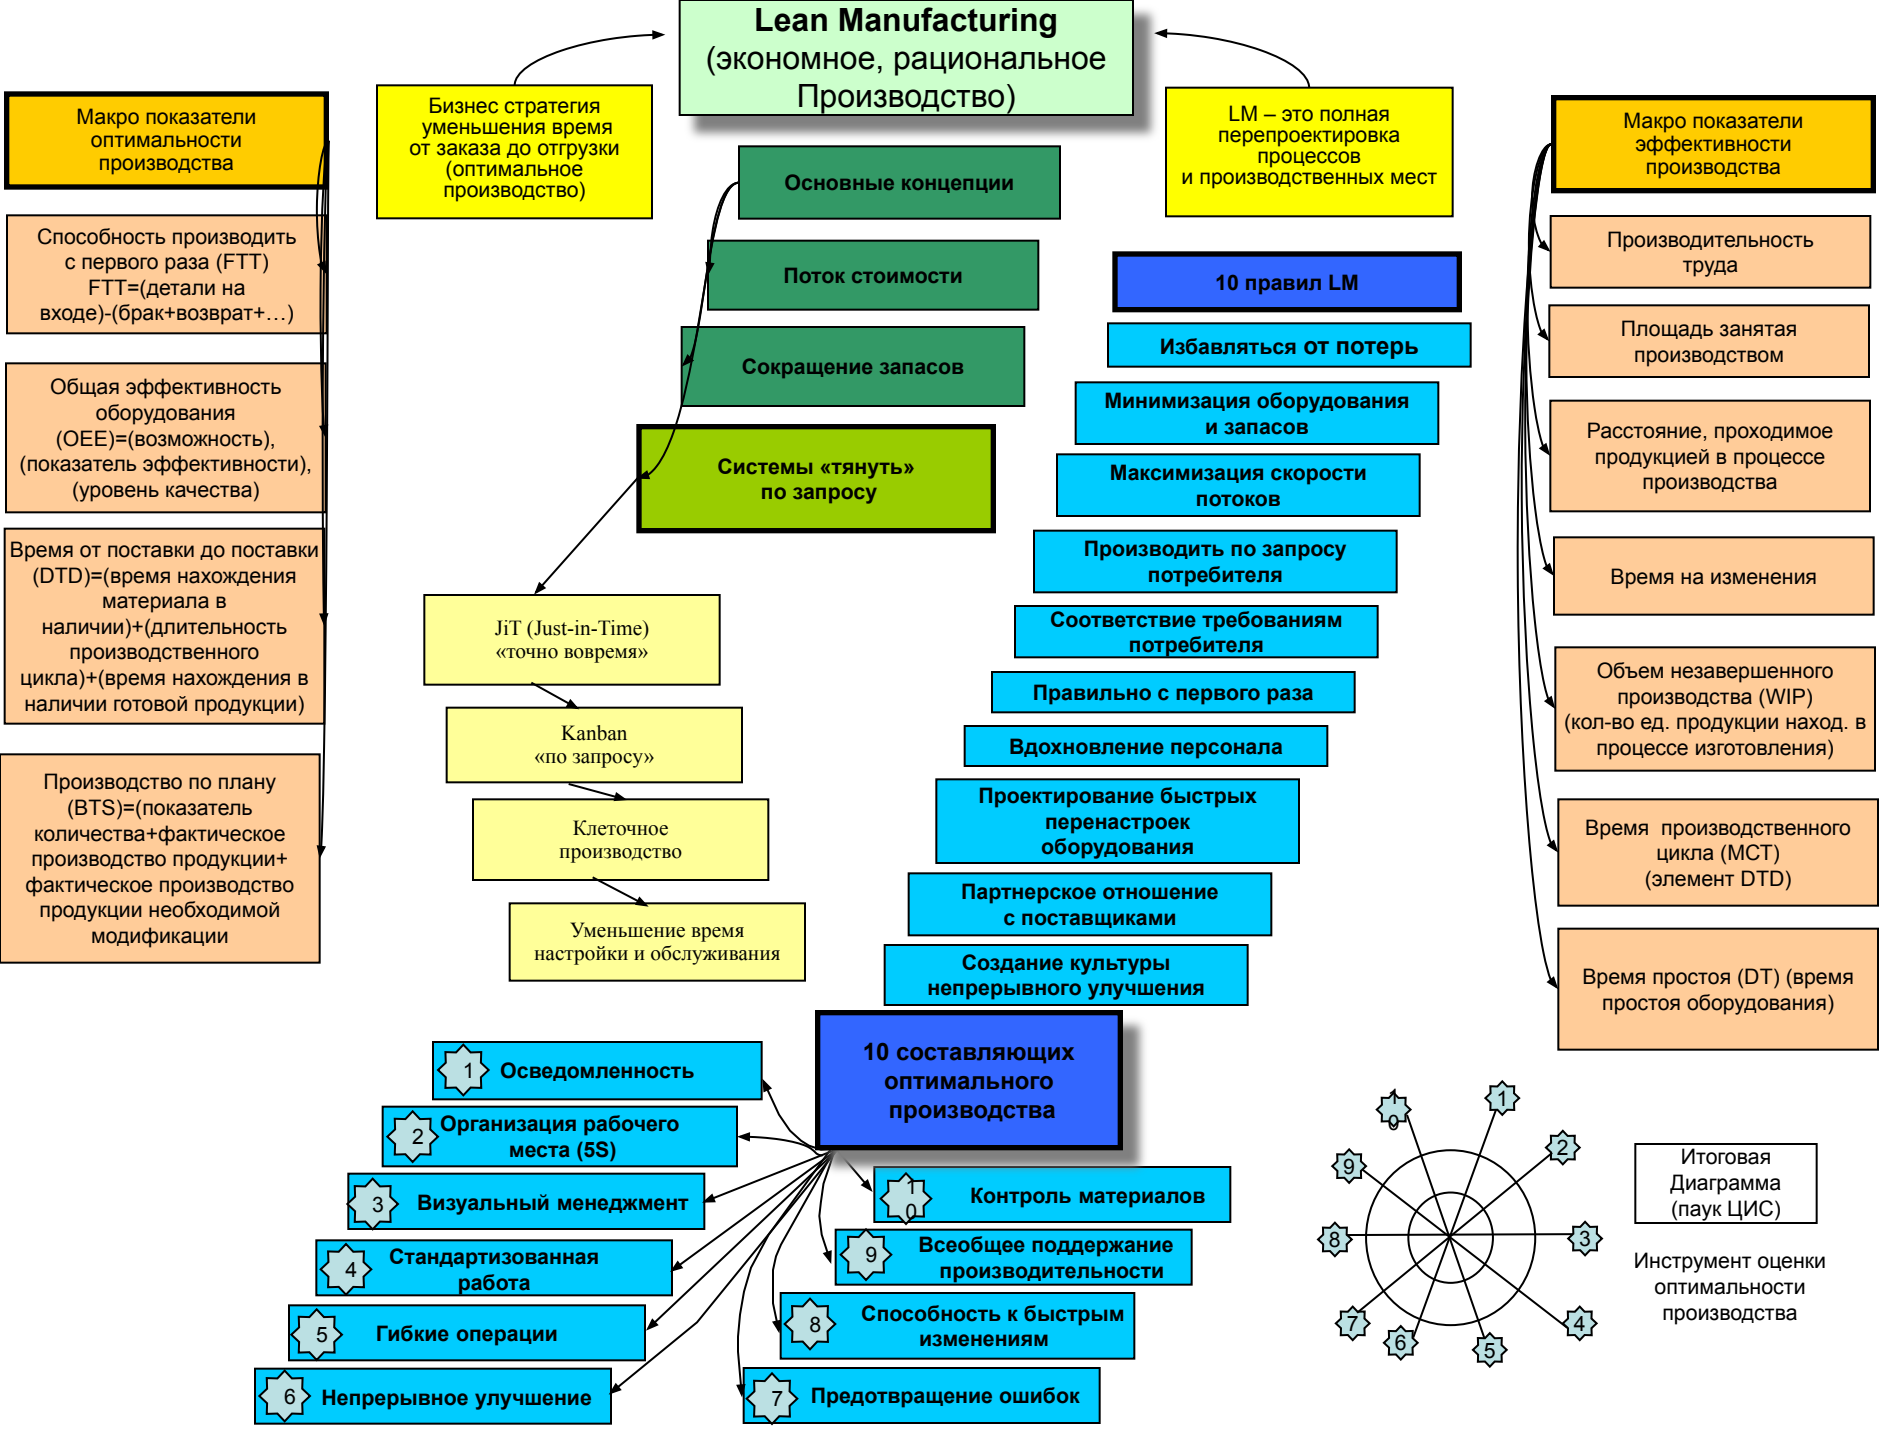 Lean Manufacturing
(экономное, рациональное
Производство)
Бизнес стратегия
уменьшения время
от заказа до отгрузки
(оптимальное
производство)
LM – это полная
перепроектировка
процессов
и производственных мест
Макро показатели
оптимальности
производства
Способность производить
с первого раза (FTT)
FTT=(детали на
входе)-(брак+возврат+…)
Общая эффективность
оборудования
(OEE)=(возможность),
(показатель эффективности),
(уровень качества)
Время от поставки до поставки
(DTD)=(время нахождения
материала в
наличии)+(длительность
производственного
цикла)+(время нахождения в
наличии готовой продукции)
Производство по плану
(BTS)=(показатель
количества+фактическое
производство продукции+
фактическое производство
продукции необходимой
модификации
Основные концепции
Поток стоимости
Сокращение запасов
Системы «тянуть»
по запросу
JiT (Just-in-Time)
«точно вовремя»
Kanban
«по запросу»
Клеточное
производство
Уменьшение время
настройки и обслуживания
10 правил LM
Избавляться от потерь
Минимизация оборудования
и запасов
Максимизация скорости
потоков
Производить по запросу
потребителя
Соответствие требованиям
потребителя
Правильно с первого раза
Вдохновление персонала
Проектирование быстрых
перенастроек
оборудования
Партнерское отношение
с поставщиками
Создание культуры
непрерывного улучшения
Макро показатели
эффективности
производства
Производительность
труда
Площадь занятая
производством
Расстояние, проходимое
продукцией в процессе
производства
Время на изменения
Объем незавершенного
производства (WIP)
(кол-во ед. продукции наход. в
процессе изготовления)
Время производственного
цикла (MCT)
(элемент DTD)
Время простоя (DT) (время
простоя оборудования)
10 составляющих
оптимального
производства
1 Осведомленность
2 Организация рабочего
места (5S)
3 Визуальный менеджмент
4 Стандартизованная
работа
5 Гибкие операции
6 Непрерывное улучшение
7 Предотвращение ошибок
8 Способность к быстрым
изменениям
9 Всеобщее поддержание
производительности
10 Контроль материалов
1
2
3
4
5
6
7
8
9
10
Итоговая
Диаграмма
(паук ЦИС)
Инструмент оценки
оптимальности
производства